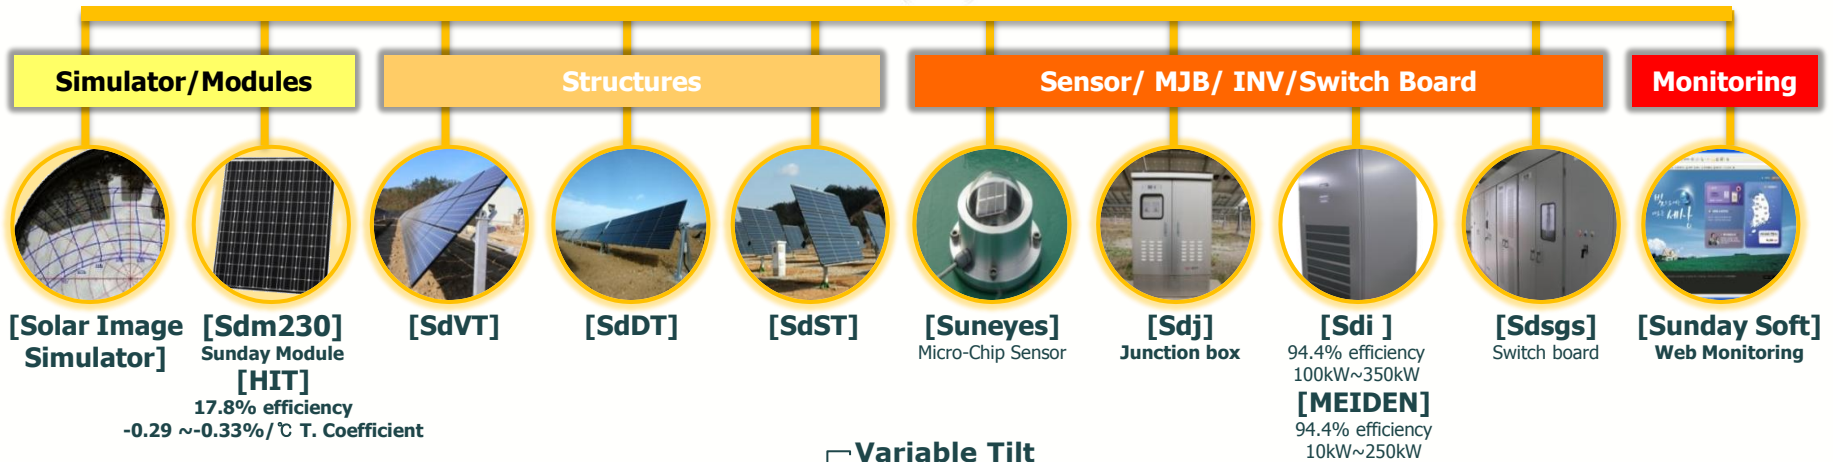 Simulator/Modules
Structures
Sensor/ MJB/ INV/Switch Board
Monitoring
[Solar Image
Simulator]
[Sdm230]
Sunday Module
[HIT]
17.8% efficiency
-0.29 ~-0.33%/℃ T. Coefficient
[SdVT]
[SdDT]
[SdST]
[Suneyes]
Micro-Chip Sensor
[Sdj]
Junction box
[Sdi ]
94.4% efficiency
100kW~350kW
[MEIDEN]
94.4% efficiency
10kW~250kW
[Sdsgs]
Switch board
[Sunday Soft]
Web Monitoring
Variable Tilt